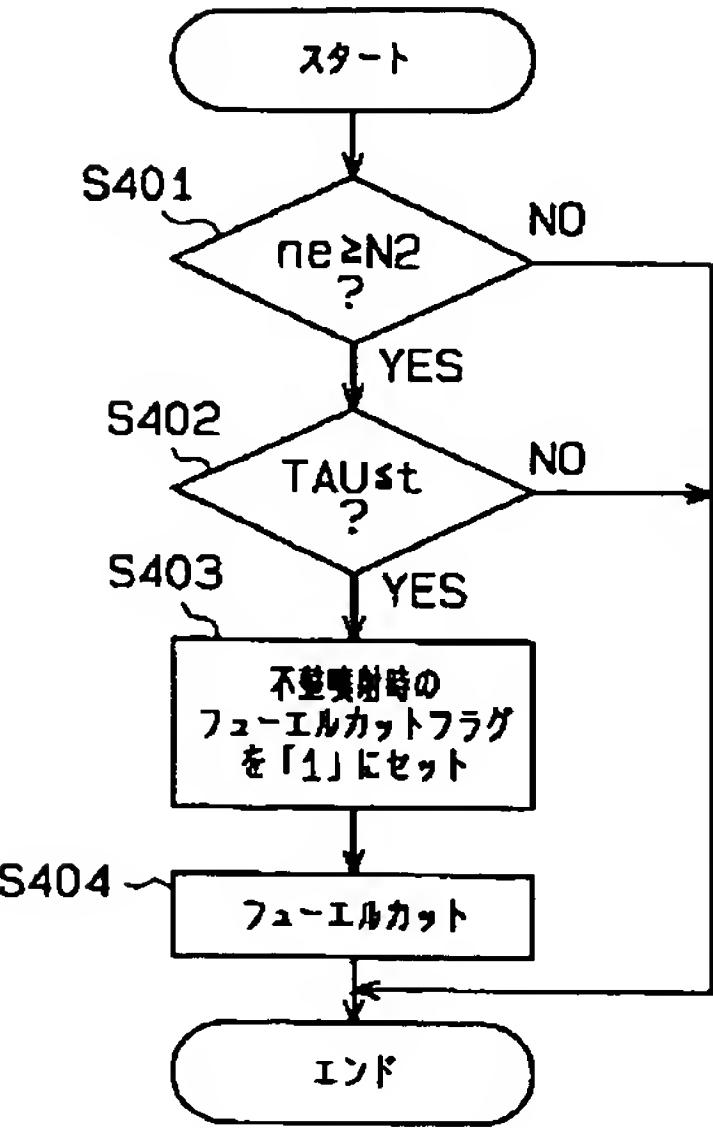 スタート
S401
ne≧N2
?
NO
YES
S402
TAU≦t
?
NO
YES
S403
不整噴射時の
フューエルカットフラグ
を「1」にセット
S404
フューエルカット
エンド